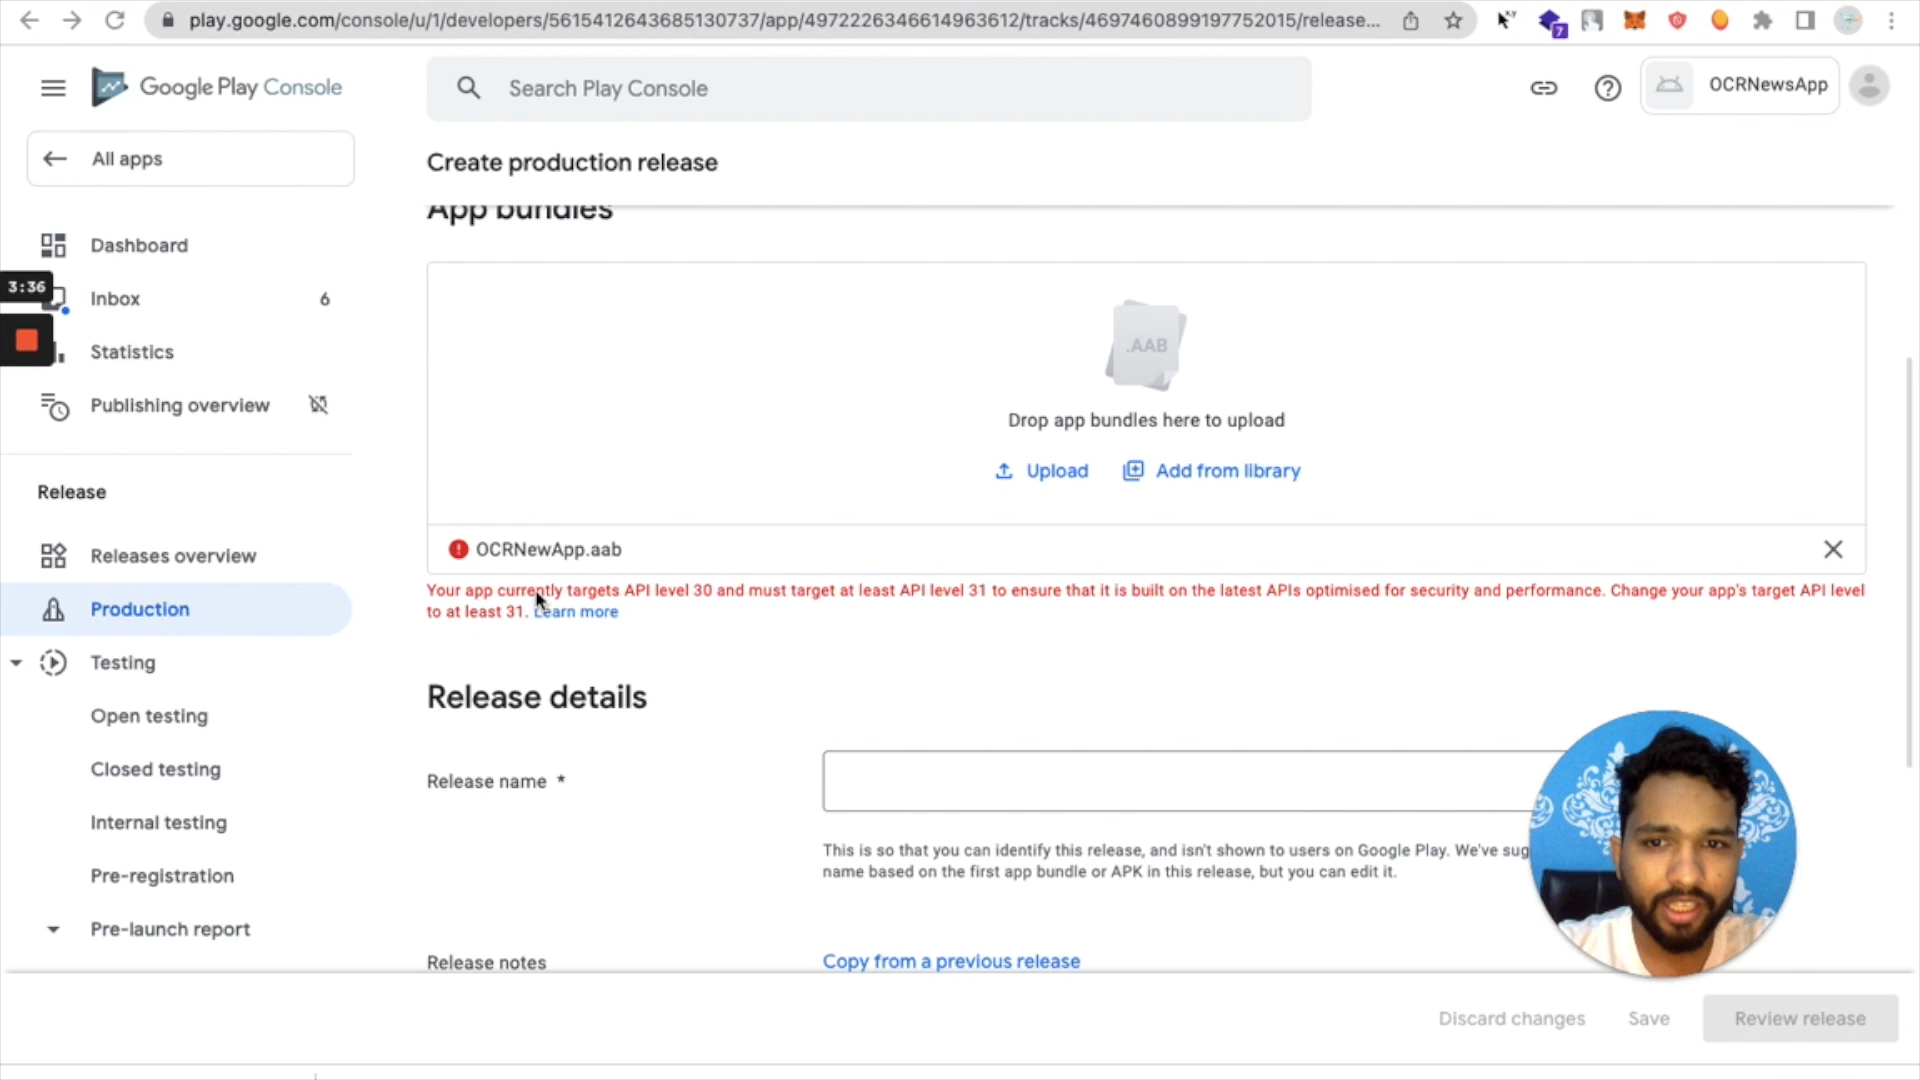 play.google.com/console/u/1/developers/5615412643685130737/app/4972226346614963612/tracks/4697460899197752015/release...
7
Google Play Console
Search Play Console
OCRNewsApp
All apps
Create production release
App bundles
Dashboard
3:36
Inbox 6
Statistics
.AAB
Publishing overview
Drop app bundles here to upload
Upload Add from library
Release
OCRNewApp.aab
Releases overview
Your app currently targets API level 30 and must target at least API level 31 to ensure that it is built on the latest APIs optimised for security and performance. Change your app's target API level
to at least 31. Learn more
Production
Testing
Release details
Open testing
Closed testing
Release name *
Internal testing
This is so that you can identify this release, and isn't shown to users on Google Play. We've sug
name based on the first app bundle or APK in this release, but you can edit it.
Pre-registration
Pre-launch report
Release notes Copy from a previous release
Discard changes Save Review release